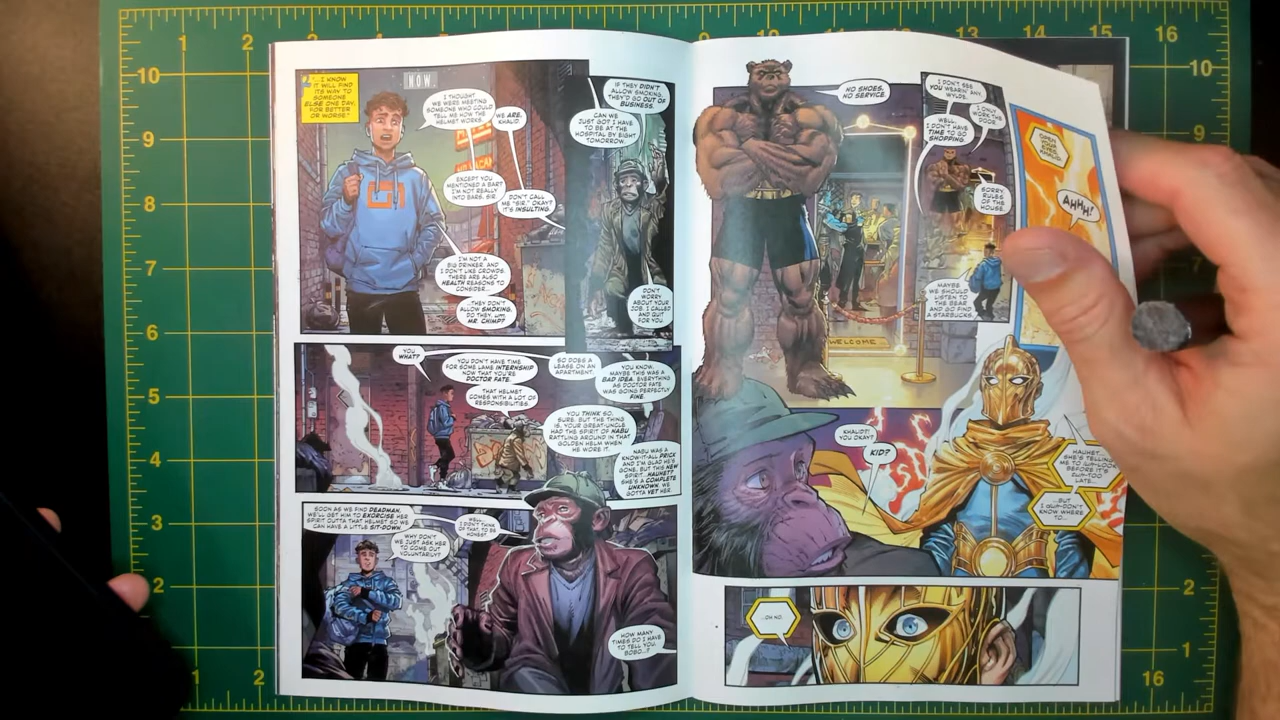 "...I KNOW
IT WILL FIND
ITS WAY TO
SOMEONE
ELSE ONE DAY,
FOR BETTER
OR WORSE."
NOW
I THOUGHT
WE WERE MEETING
SOMEONE WHO COULD
TELL ME HOW THE
HELMET WORKS.
WE ARE,
KHALID.
EXCEPT YOU
MENTIONED A BAR?
I'M NOT REALLY
INTO BARS, SIR.
DON'T CALL
ME "SIR," OKAY?
IT'S INSULTING.
I'M NOT A
BIG DRINKER. AND
I DON'T LIKE CROWDS.
THERE ARE ALSO
HEALTH REASONS TO
CONSIDER...
...THEY DON'T
ALLOW SMOKING,
DO THEY, UM,
MR. CHIMP?
IF THEY DIDN'T
ALLOW SMOKING,
THEY'D GO OUT OF
BUSINESS.
CAN WE
JUST GO? I HAVE
TO BE AT THE
HOSPITAL BY EIGHT
TOMORROW.
DON'T
WORRY
ABOUT YOUR
JOB. I CALLED
AND QUIT
FOR YOU.
YOU
WHAT?
YOU DON'T HAVE TIME
FOR SOME LAME INTERNSHIP
NOW THAT YOU'RE
DOCTOR FATE.
THAT HELMET
COMES WITH A LOT OF
RESPONSIBILITIES.
SO DOES A
LEASE ON AN
APARTMENT.
YOU KNOW,
MAYBE THIS WAS A
BAD IDEA. EVERYTHING
AS DOCTOR FATE
WAS GOING PERFECTLY
FINE.
YOU THINK SO,
SURE. BUT THE THING
IS, YOUR GREAT-UNCLE
HAD THE SPIRIT OF NABU
RATTLING AROUND IN THAT
GOLDEN HELM WHEN
HE WORE IT.
NABU WAS A
KNOW-IT-ALL PRICK
AND I'M GLAD HE'S
GONE. BUT THIS NEW
SPIRIT...HAUHET?
SHE'S A COMPLETE
UNKNOWN. WE
GOTTA VET HER.
SOON AS WE FIND DEADMAN,
WE'LL GET HIM TO EXORCISE HER
SPIRIT OUTTA THAT HELMET SO WE
CAN HAVE A LITTLE SIT-DOWN.
WHY DON'T
WE JUST ASK HER
TO COME OUT
VOLUNTARILY?
WELL...
I DIDN'T THINK
OF THAT, TO BE
HONEST.
HOW MANY
TIMES DO I HAVE
TO TELL YOU,
BOBO...?
NO SHOES,
NO SERVICE.
WELCOME
I DON'T SEE
YOU WEARIN' ANY,
WYLDE.
I ONLY
WORK THE
DOOR.
WELL,
I DON'T HAVE
TIME TO GO
SHOPPING.
SORRY.
RULES OF
THE HOUSE.
MAYBE
WE SHOULD
LISTEN TO
THE BEAR
AND GO FIND
A STARBUCKS.
OPEN
YOUR
EYES,
KHALID.
AHHH!
KHALID?
YOU OKAY?
KID?
HAUHET...
SHE'S TELLING
ME TO
BEFORE IT'S
LATE...
...BUT
I
KNOW WHERE
TO...
...OH NO.